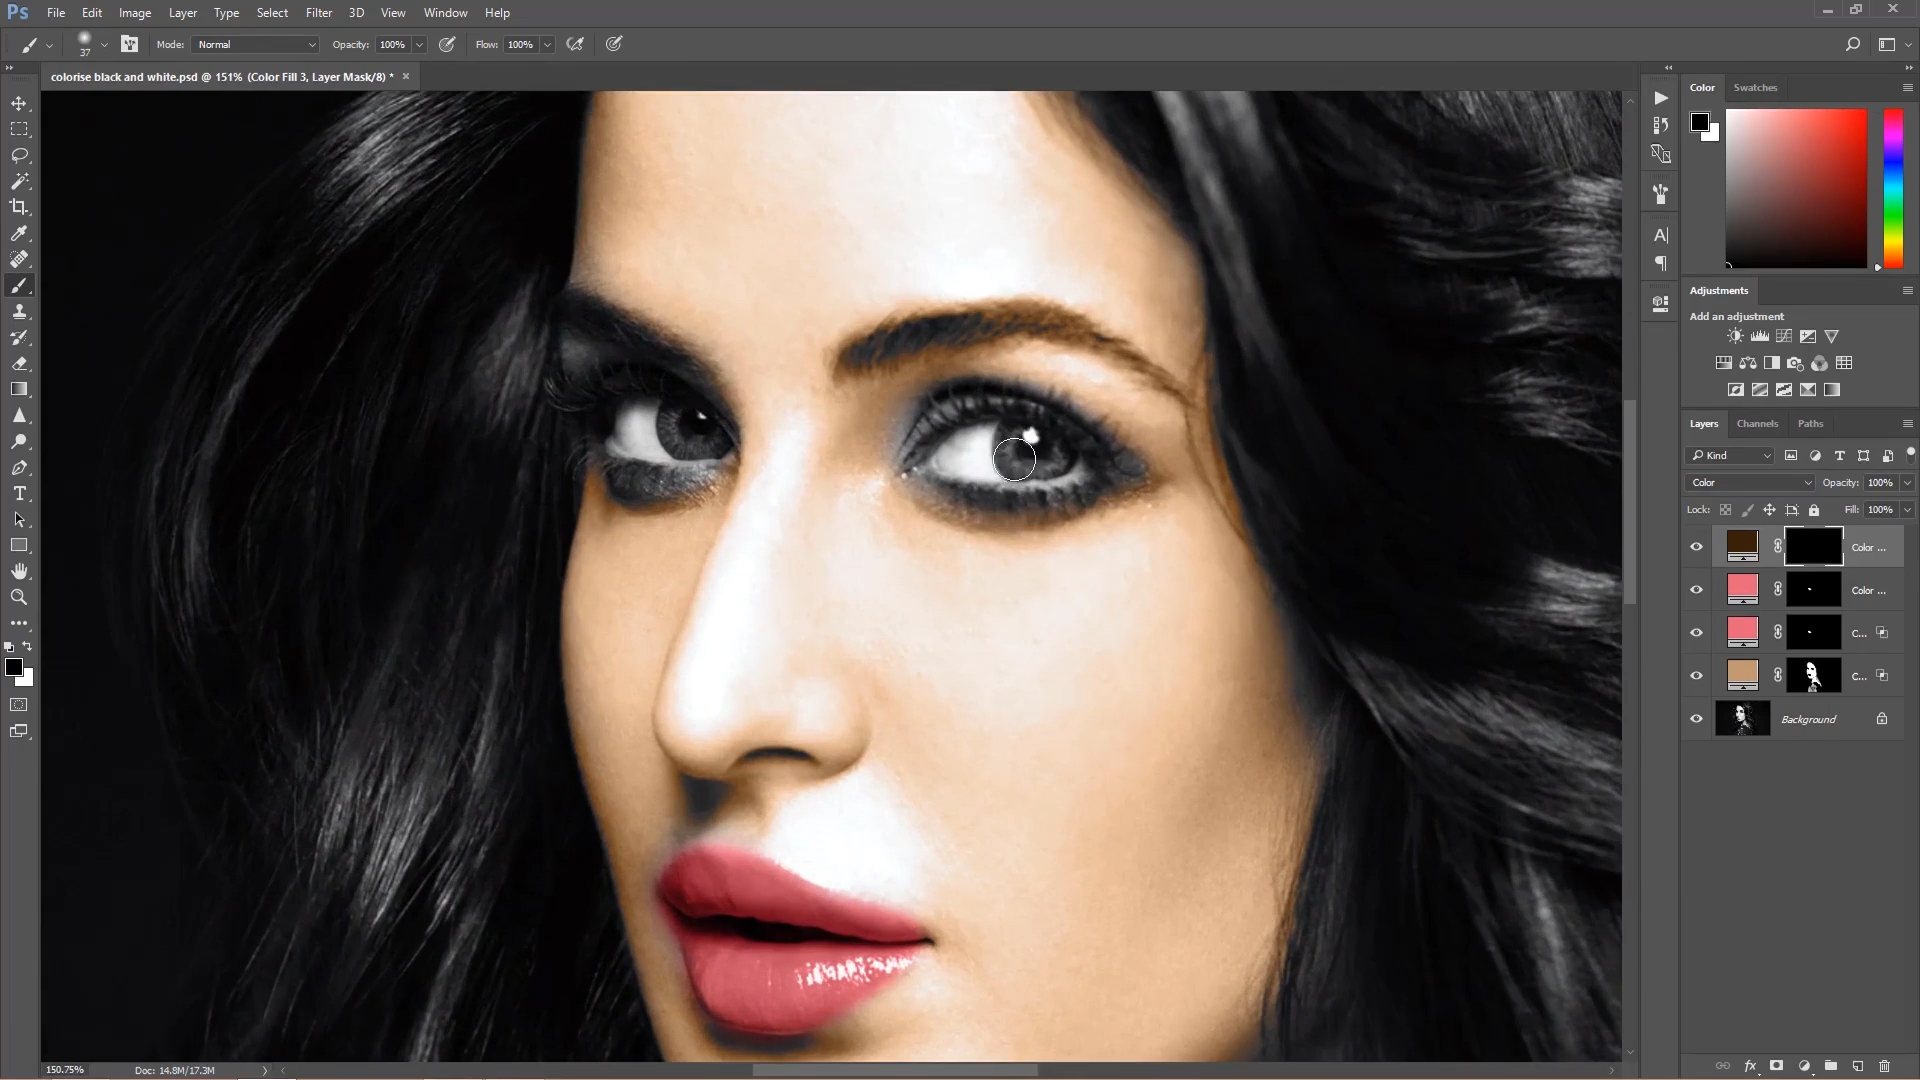 Ps File Edit Image Layer Type Select Filter 3D View Window Help
37 Mode: Normal Opacity: 100% Flow: 100%
colorise black and white.psd @ 151% (Color Fill 3, Layer Mask/8) *
Color Swatches
Adjustments
Add an adjustment
Layers Channels Paths
Kind
Color Opacity: 100%
Lock: Fill: 100%
Color ...
Color ...
C...
C...
Background
150.75% Doc: 14.8M/17.3M